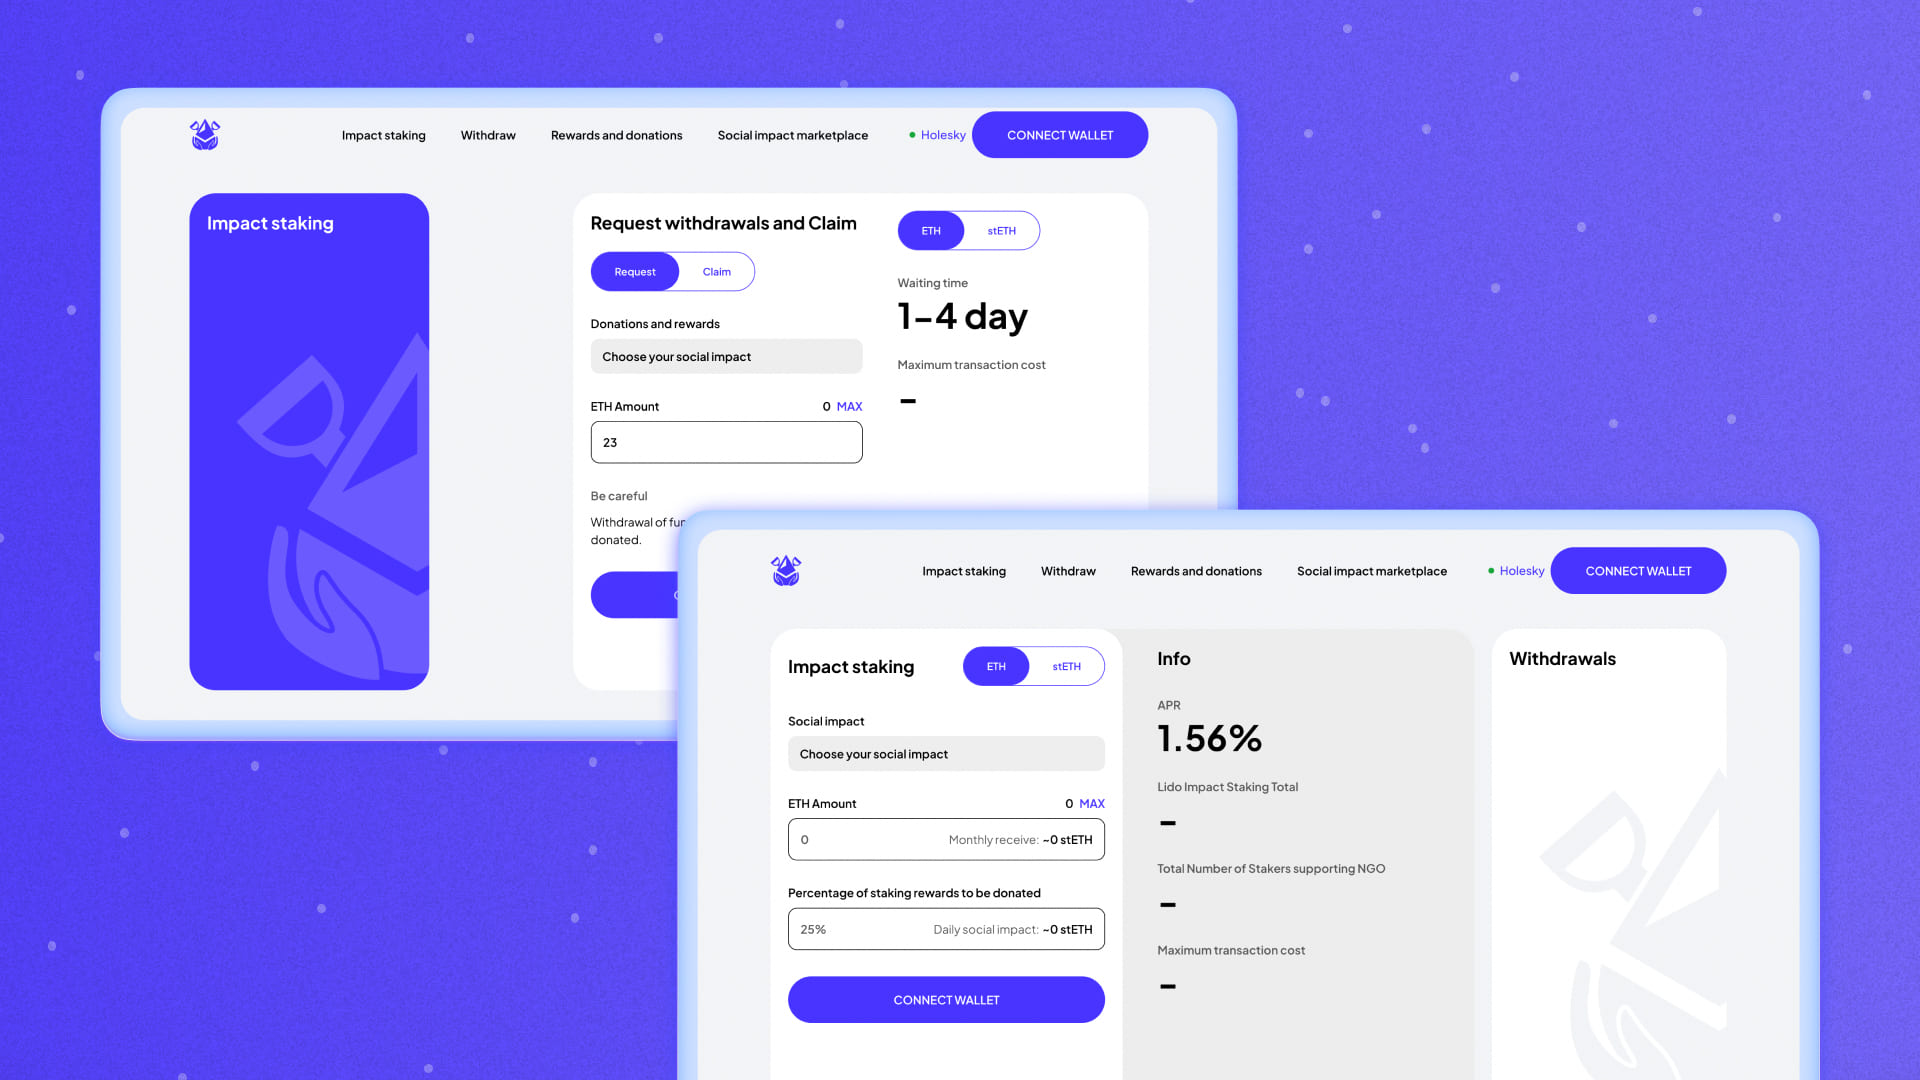 Impact staking
Withdraw
Rewards and donations
Social impact marketplace
Holesky
CONNECT WALLET
Impact staking
Request withdrawals and Claim
Request
Claim
Donations and rewards
Choose your social impact
ETH Amount
0 MAX
23
Be careful
Withdrawal of
donated.
ETH
stETH
Waiting time
1–4 day
Maximum transaction cost
–
Impact staking
Withdraw
Rewards and donations
Social impact marketplace
Holesky
CONNECT WALLET
Impact staking
ETH
stETH
Social impact
Choose your social impact
ETH Amount
0 MAX
0
Monthly receive: ~0 stETH
Percentage of staking rewards to be donated
25%
Daily social impact: ~0 stETH
CONNECT WALLET
Info
APR
1.56%
Lido Impact Staking Total
–
Total Number of Stakers supporting NGO
–
Maximum transaction cost
–
Withdrawals